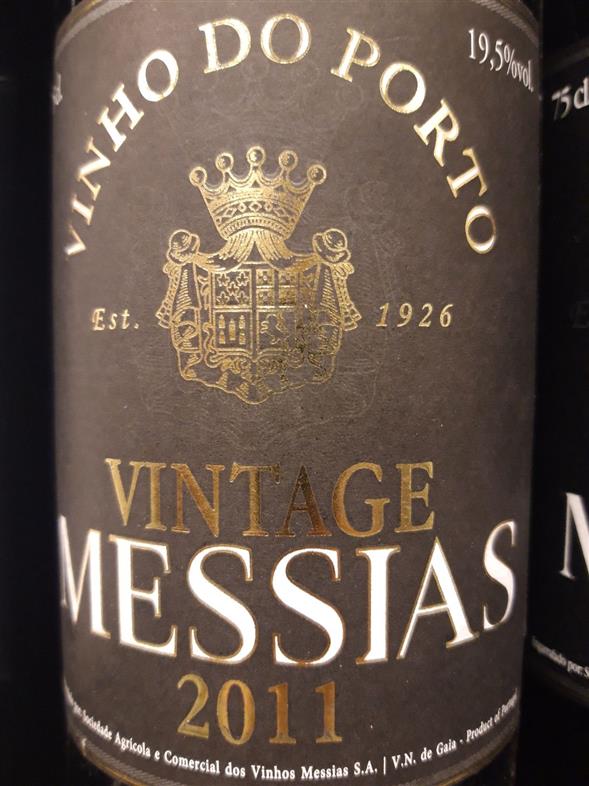 VINHO DO PORTO
19,5%vol.
Est. 1926
VINTAGE
MESSIAS
2011
por: Sociedade Agrícola e Comercial dos Vinhos Messias S.A. | V.N. de Gaia - Product of Portugal
75 cl